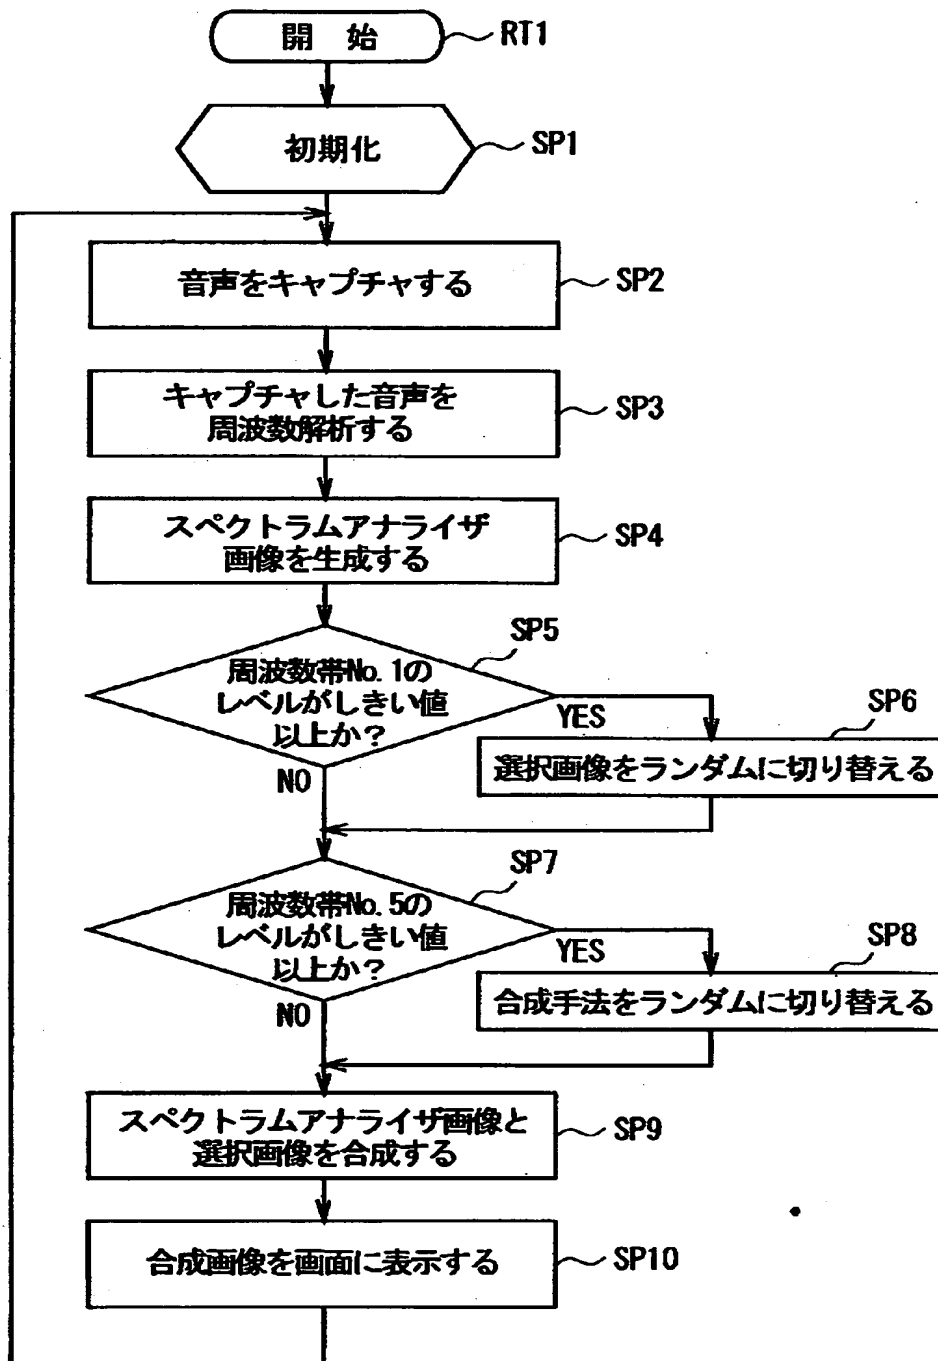 開 始
RT1
初期化
SP1
音声をキャプチャする
SP2
キャプチャした音声を
周波数解析する
SP3
スペクトラムアナライザ
画像を生成する
SP4
SP5
周波数帯No.1の
レベルがしきい値
以上か?
YES
NO
SP6
選択画像をランダムに切り替える
SP7
周波数帯No.5の
レベルがしきい値
以上か?
YES
NO
SP8
合成手法をランダムに切り替える
スペクトラムアナライザ画像と
選択画像を合成する
SP9
合成画像を画面に表示する
SP10